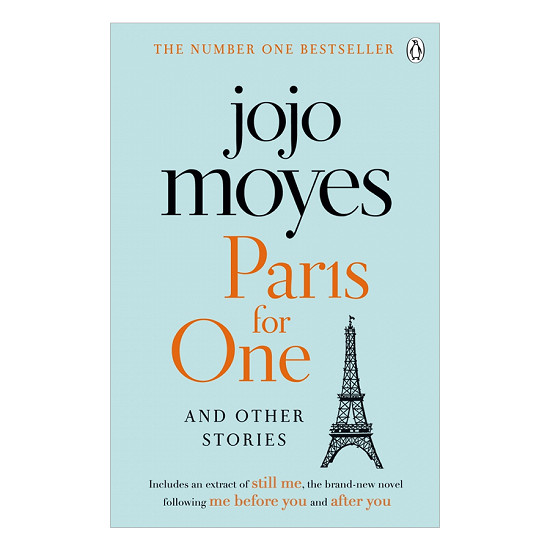 THE NUMBER ONE BESTSELLER
jojo
moyes
Parıs
for
One
AND OTHER
STORIES
Includes an extract of still me, the brand-new novel
following me before you and after you